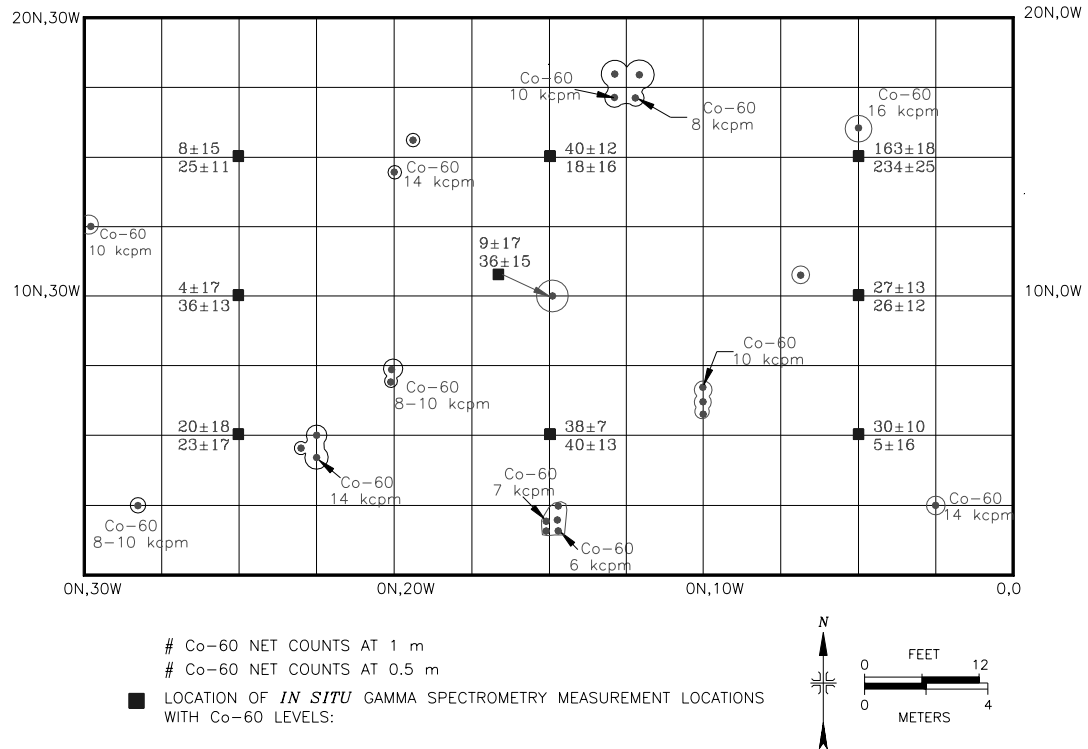 20N,30W
20N,0W
Co-60
10 kcpm
Co-60
8 kcpm
Co-60
16 kcpm
8±15
25±11
Co-60
14 kcpm
40±12
18±16
163±18
234±25
Co-60
10 kcpm
9±17
36±15
10N,30W
4±17
36±13
27±13
26±12
10N,0W
Co-60
10 kcpm
Co-60
8-10 kcpm
20±18
23±17
38±7
40±13
30±10
5±16
Co-60
14 kcpm
Co-60
7 kcpm
Co-60
14 kcpm
Co-60
8-10 kcpm
Co-60
6 kcpm
0N,30W
0N,20W
0N,10W
0,0
# Co-60 NET COUNTS AT 1 m
# Co-60 NET COUNTS AT 0.5 m
LOCATION OF IN SITU GAMMA SPECTROMETRY MEASUREMENT LOCATIONS
WITH Co-60 LEVELS:
N
FEET
0 12
0 4
METERS